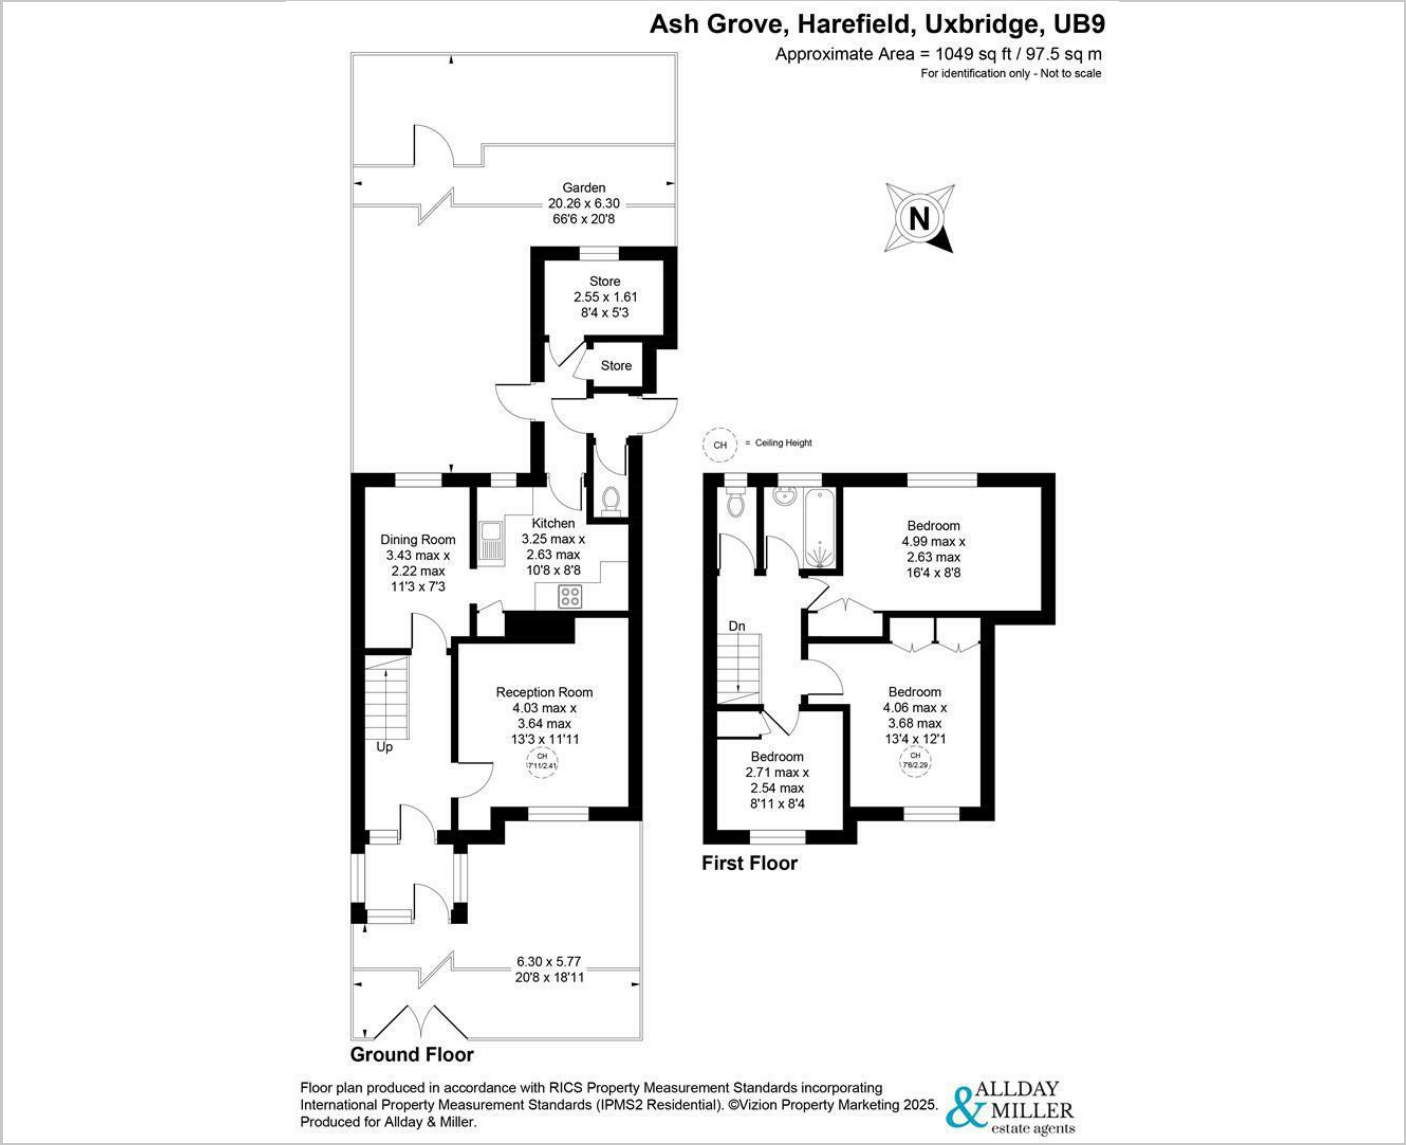 Ash Grove, Harefield, Uxbridge, UB9
Approximate Area = 1049 sq ft / 97.5 sq m
For identification only - Not to scale
Garden
20.26 x 6.30
66'6 x 20'8
N
Store
2.55 x 1.61
8'4 x 5'3
Store
CH = Ceiling Height
Dining Room
3.43 max x
2.22 max
11'3 x 7'3
Kitchen
3.25 max x
2.63 max
10'8 x 8'8
Bedroom
4.99 max x
2.63 max
16'4 x 8'8
Dn
Up
Reception Room
4.03 max x
3.64 max
13'3 x 11'11
CH
7'11/2.41
Bedroom
4.06 max x
3.68 max
13'4 x 12'1
CH
7'6/2.29
Bedroom
2.71 max x
2.54 max
8'11 x 8'4
First Floor
6.30 x 5.77
20'8 x 18'11
Ground Floor
Floor plan produced in accordance with RICS Property Measurement Standards incorporating
International Property Measurement Standards (IPMS2 Residential). ©Vizion Property Marketing 2025.
Produced for Allday & Miller.
ALLDAY
& MILLER
estate agents